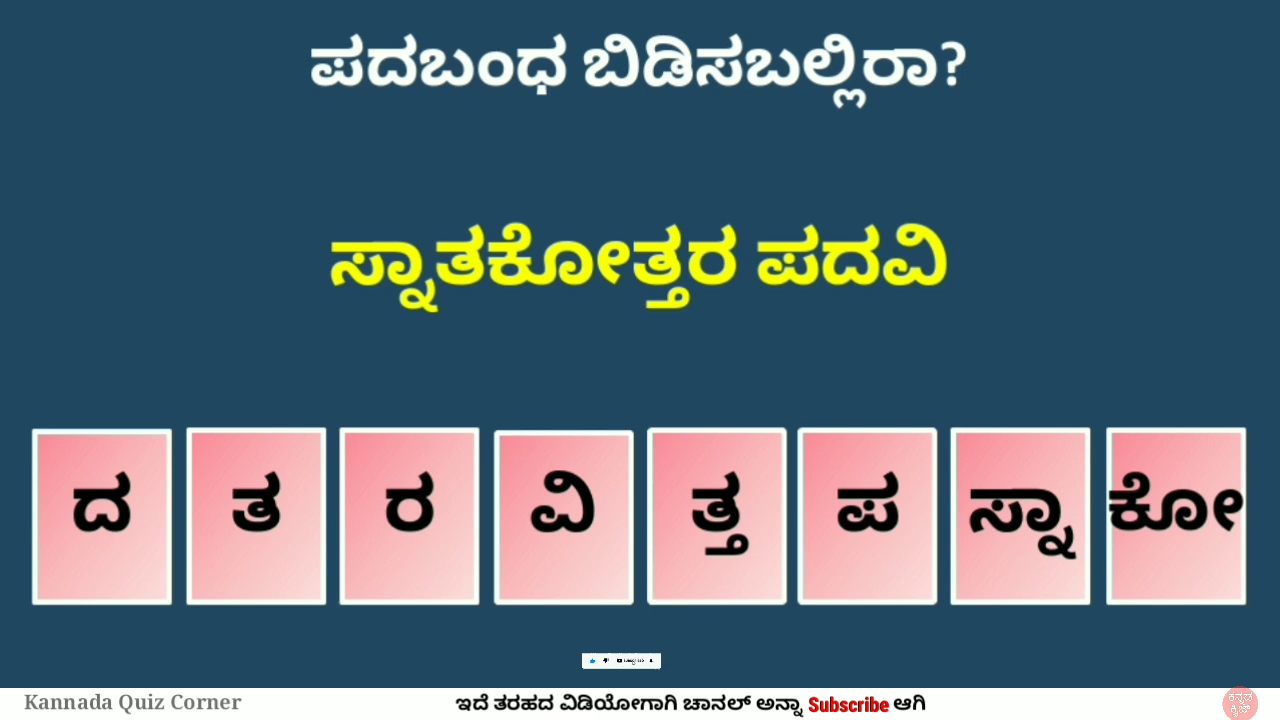 ಪದಬಂಧ ಬಿಡಿಸಬಲ್ಲಿರಾ?
ಸ್ನಾತಕೋತ್ತರ ಪದವಿ
ದ ತ ರ ವಿ ತ್ತ ಪ ಸ್ನಾ ಕೋ
Kannada Quiz Corner
ಇದೆ ತರಹದ ವಿಡಿಯೋಗಾಗಿ ಚಾನಲ್ ಅನ್ನಾ Subscribe ಆಗಿ